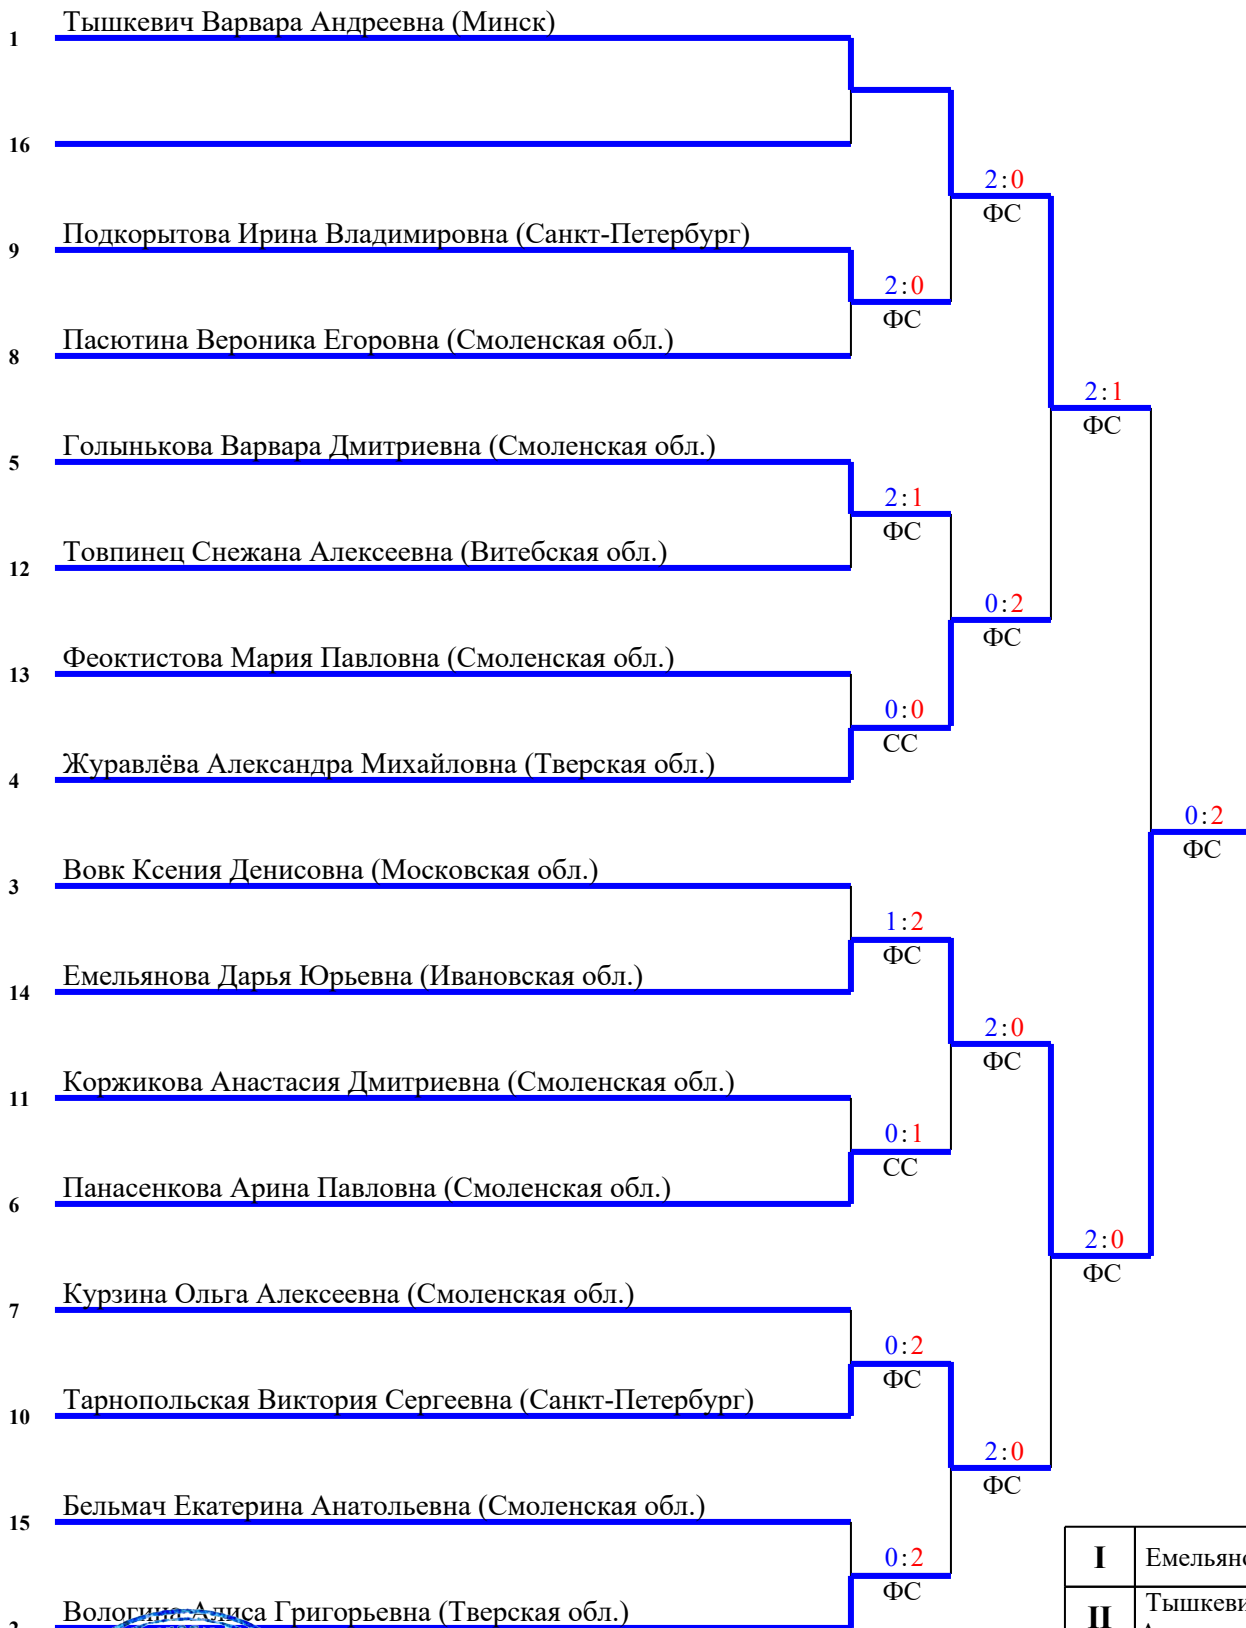 Тышкевич Варвара Андреевна (Минск)
1
16
2:0
ФС
Подкорытова Ирина Владимировна (Санкт-Петербург)
9
2:0
ФС
Пасютина Вероника Егоровна (Смоленская обл.)
8
2:1
ФС
Голынькова Варвара Дмитриевна (Смоленская обл.)
5
2:1
ФС
Товпинец Снежана Алексеевна (Витебская обл.)
12
0:2
ФС
Феоктистова Мария Павловна (Смоленская обл.)
13
0:0
СС
Журавлёва Александра Михайловна (Тверская обл.)
4
0:2
ФС
Вовк Ксения Денисовна (Московская обл.)
3
1:2
ФС
Емельянова Дарья Юрьевна (Ивановская обл.)
14
2:0
ФС
Коржикова Анастасия Дмитриевна (Смоленская обл.)
11
0:1
СС
Панасенкова Арина Павловна (Смоленская обл.)
6
2:0
ФС
Курзина Ольга Алексеевна (Смоленская обл.)
7
0:2
ФС
Тарнопольская Виктория Сергеевна (Санкт-Петербург)
10
2:0
ФС
Бельмач Екатерина Анатольевна (Смоленская обл.)
15
0:2
ФС
I
Вологина Алиса Григорьевна (Тверская обл.)
II